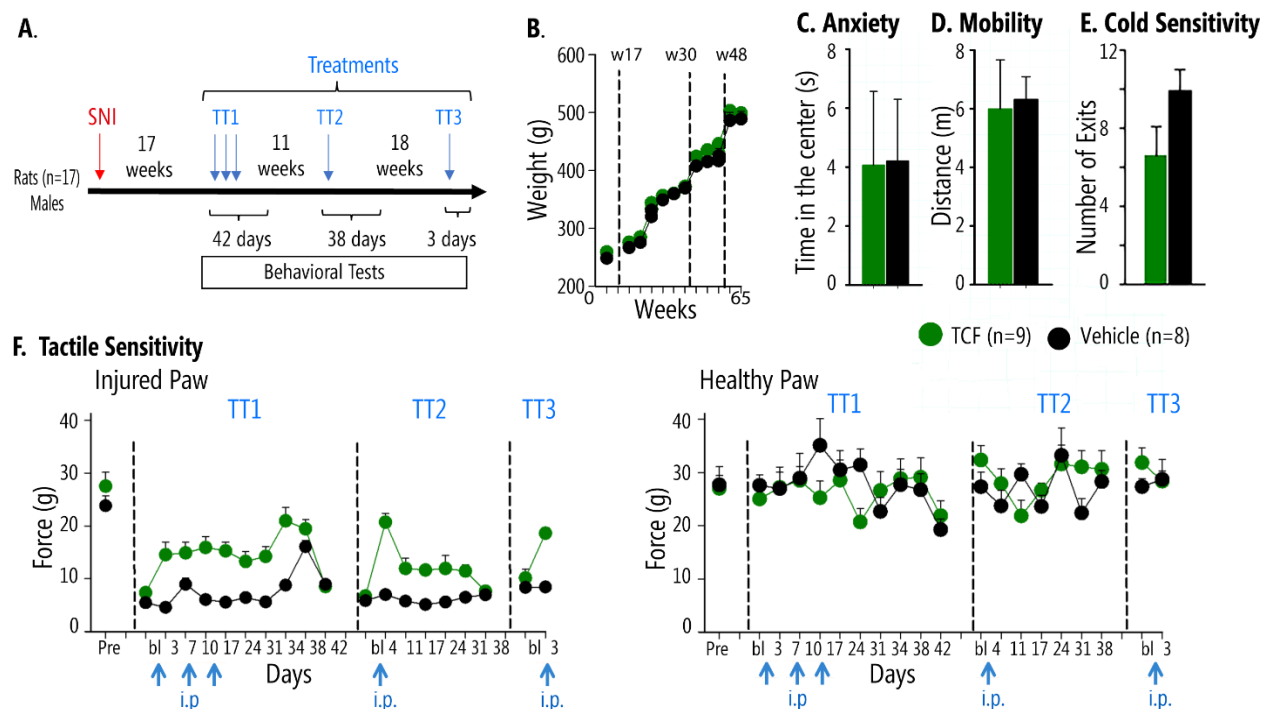 A.
Treatments
SNI
TT1
TT2
TT3
17
weeks
11
weeks
18
weeks
Rats (n=17)
Males
42 days
38 days
3 days
Behavioral Tests
B.
w17
w30
w48
600
500
400
300
200
Weight (g)
0
65
Weeks
C. Anxiety
8
6
4
2
0
Time in the center (s)
D. Mobility
8
6
4
2
0
Distance (m)
E. Cold Sensitivity
12
8
4
0
Number of Exits
TCF (n=9)
Vehicle (n=8)
F. Tactile Sensitivity
Injured Paw
TT1
TT2
TT3
40
30
20
10
0
Force (g)
Pre
bl 3 7 10 17 24 31 34 38 42
bl 4 11 17 24 31 38
bl 3
Days
i.p
i.p.
i.p.
Healthy Paw
TT1
TT2
TT3
40
30
20
10
0
Force (g)
Pre
bl 3 7 10 17 24 31 34 38 42
bl 4 11 17 24 31 38
bl 3
Days
i.p
i.p.
i.p.